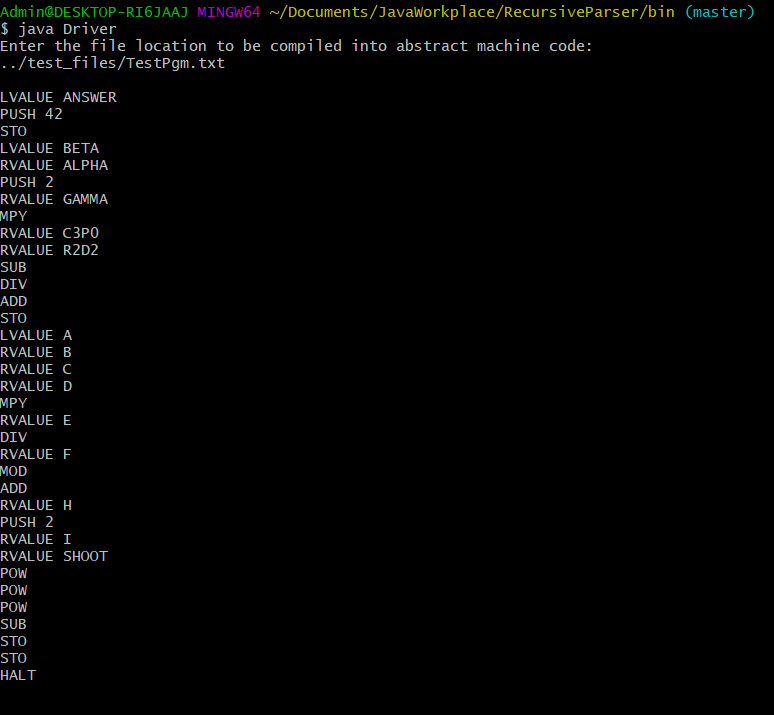 Admin@DESKTOP-RI6JAAJ MINGW64 ~/Documents/JavaWorkplace/RecursiveParser/bin (master)
$ java Driver
Enter the file location to be compiled into abstract machine code:
../test_files/TestPgm.txt
LVALUE ANSWER
PUSH 42
STO
LVALUE BETA
RVALUE ALPHA
PUSH 2
RVALUE GAMMA
MPY
RVALUE C3PO
RVALUE R2D2
SUB
DIV
ADD
STO
LVALUE A
RVALUE B
RVALUE C
RVALUE D
MPY
RVALUE E
DIV
RVALUE F
MOD
ADD
RVALUE H
PUSH 2
RVALUE I
RVALUE SHOOT
POW
POW
POW
SUB
STO
STO
HALT